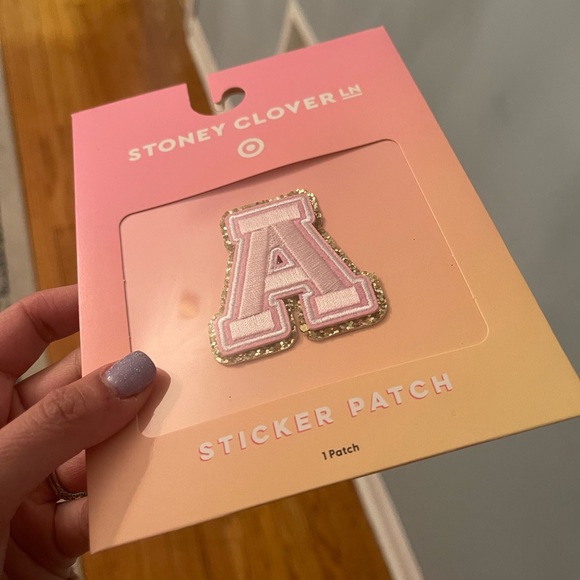 STONEY CLOVER LN
A
STICKER PATCH
1 Patch